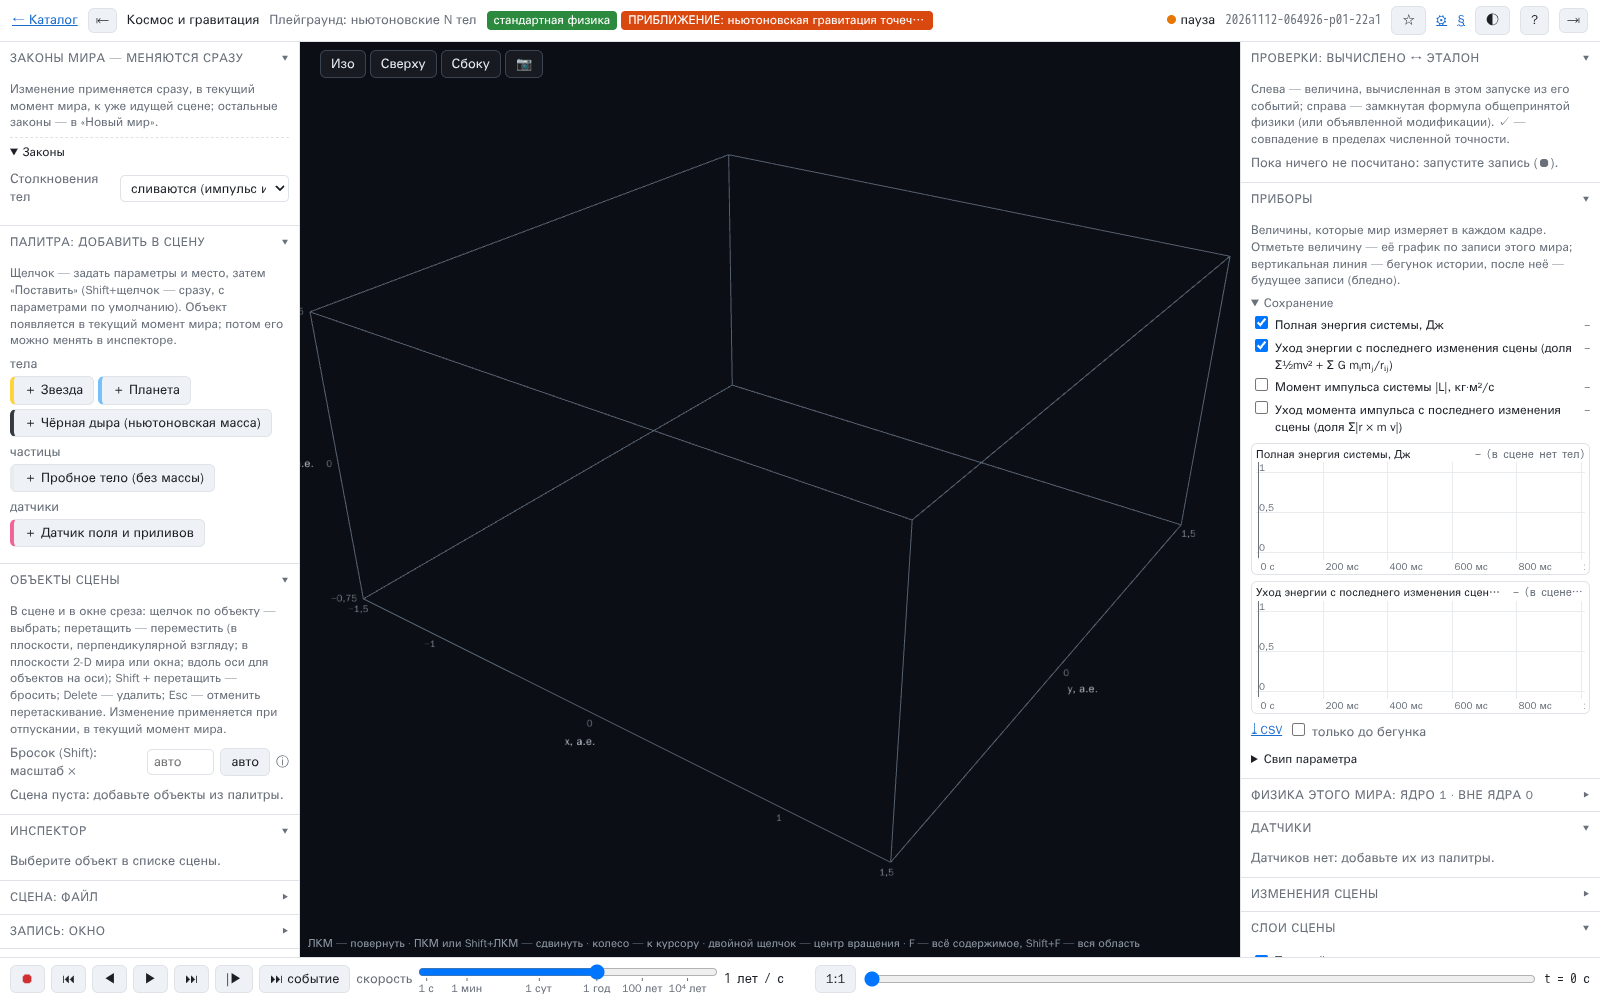 ← Каталог
⇤
Космос и гравитация
Плейграунд: ньютоновские N тел
стандартная физика
ПРИБЛИЖЕНИЕ: ньютоновская гравитация точеч⋯
пауза
20261112-064926-p01-22a1
☆
⚙
§
?
⇥
ЗАКОНЫ МИРА — МЕНЯЮТСЯ СРАЗУ
Изменение применяется сразу, в текущий
момент мира, к уже идущей сцене; остальные
законы — в «Новый мир».
▼ Законы
Столкновения
тел
сливаются (импульс и
ПАЛИТРА: ДОБАВИТЬ В СЦЕНУ
Щелчок — задать параметры и место, затем
«Поставить» (Shift+щелчок — сразу, с
параметрами по умолчанию). Объект
появляется в текущий момент мира; потом его
можно менять в инспекторе.
тела
+ Звезда
+ Планета
+ Чёрная дыра (ньютоновская масса)
частицы
+ Пробное тело (без массы)
датчики
+ Датчик поля и приливов
ОБЪЕКТЫ СЦЕНЫ
В сцене и в окне среза: щелчок по объекту —
выбрать; перетащить — переместить (в
плоскости, перпендикулярной взгляду; в
плоскости 2-D мира или окна; вдоль оси для
объектов на оси); Shift + перетащить —
бросить; Delete — удалить; Esc — отменить
перетаскивание. Изменение применяется при
отпускании, в текущий момент мира.
Бросок (Shift):
масштаб ×
авто
авто
ⓘ
Сцена пуста: добавьте объекты из палитры.
ИНСПЕКТОР
Выберите объект в списке сцены.
СЦЕНА: ФАЙЛ
ЗАПИСЬ: ОКНО
Изо
Сверху
Сбоку
5
.е.
0
−0,75
−1,5
−1
0
x, а.е.
1
1,5
0
y, а.е.
1,5
ЛКМ — повернуть · ПКМ или Shift+ЛКМ — сдвинуть · колесо — к курсору · двойной щелчок — центр вращения · F — всё содержимое, Shift+F — вся область
ПРОВЕРКИ: ВЫЧИСЛЕНО ↔ ЭТАЛОН
Слева — величина, вычисленная в этом запуске из его
событий; справа — замкнутая формула общепринятой
физики (или объявленной модификации). ✓ —
совпадение в пределах численной точности.
Пока ничего не посчитано: запустите запись (⏺).
ПРИБОРЫ
Величины, которые мир измеряет в каждом кадре.
Отметьте величину — её график по записи этого мира;
вертикальная линия — бегунок истории, после неё —
будущее записи (бледно).
▼ Сохранение
Полная энергия системы, Дж –
Уход энергии с последнего изменения сцены (доля –
Σ½mv² + Σ G mᵢmⱼ/rᵢⱼ)
Момент импульса системы |L|, кг·м²/с –
Уход момента импульса с последнего изменения –
сцены (доля Σ|r × m v|)
Полная энергия системы, Дж – (в сцене нет тел)
1
0,5
0
0 с 200 мс 400 мс 600 мс 800 мс
Уход энергии с последнего изменения сцен⋯ – (в сцене⋯
1
0,5
0
0 с 200 мс 400 мс 600 мс 800 мс
⤓CSV
только до бегунка
▶ Свип параметра
ФИЗИКА ЭТОГО МИРА: ЯДРО 1 · ВНЕ ЯДРА 0
ДАТЧИКИ
Датчиков нет: добавьте их из палитры.
ИЗМЕНЕНИЯ СЦЕНЫ
СЛОИ СЦЕНЫ
⏭ событие
скорость
1 с 1 мин 1 сут 1 год 100 лет 10⁴ лет
1 лет / с
1:1
t = 0 с